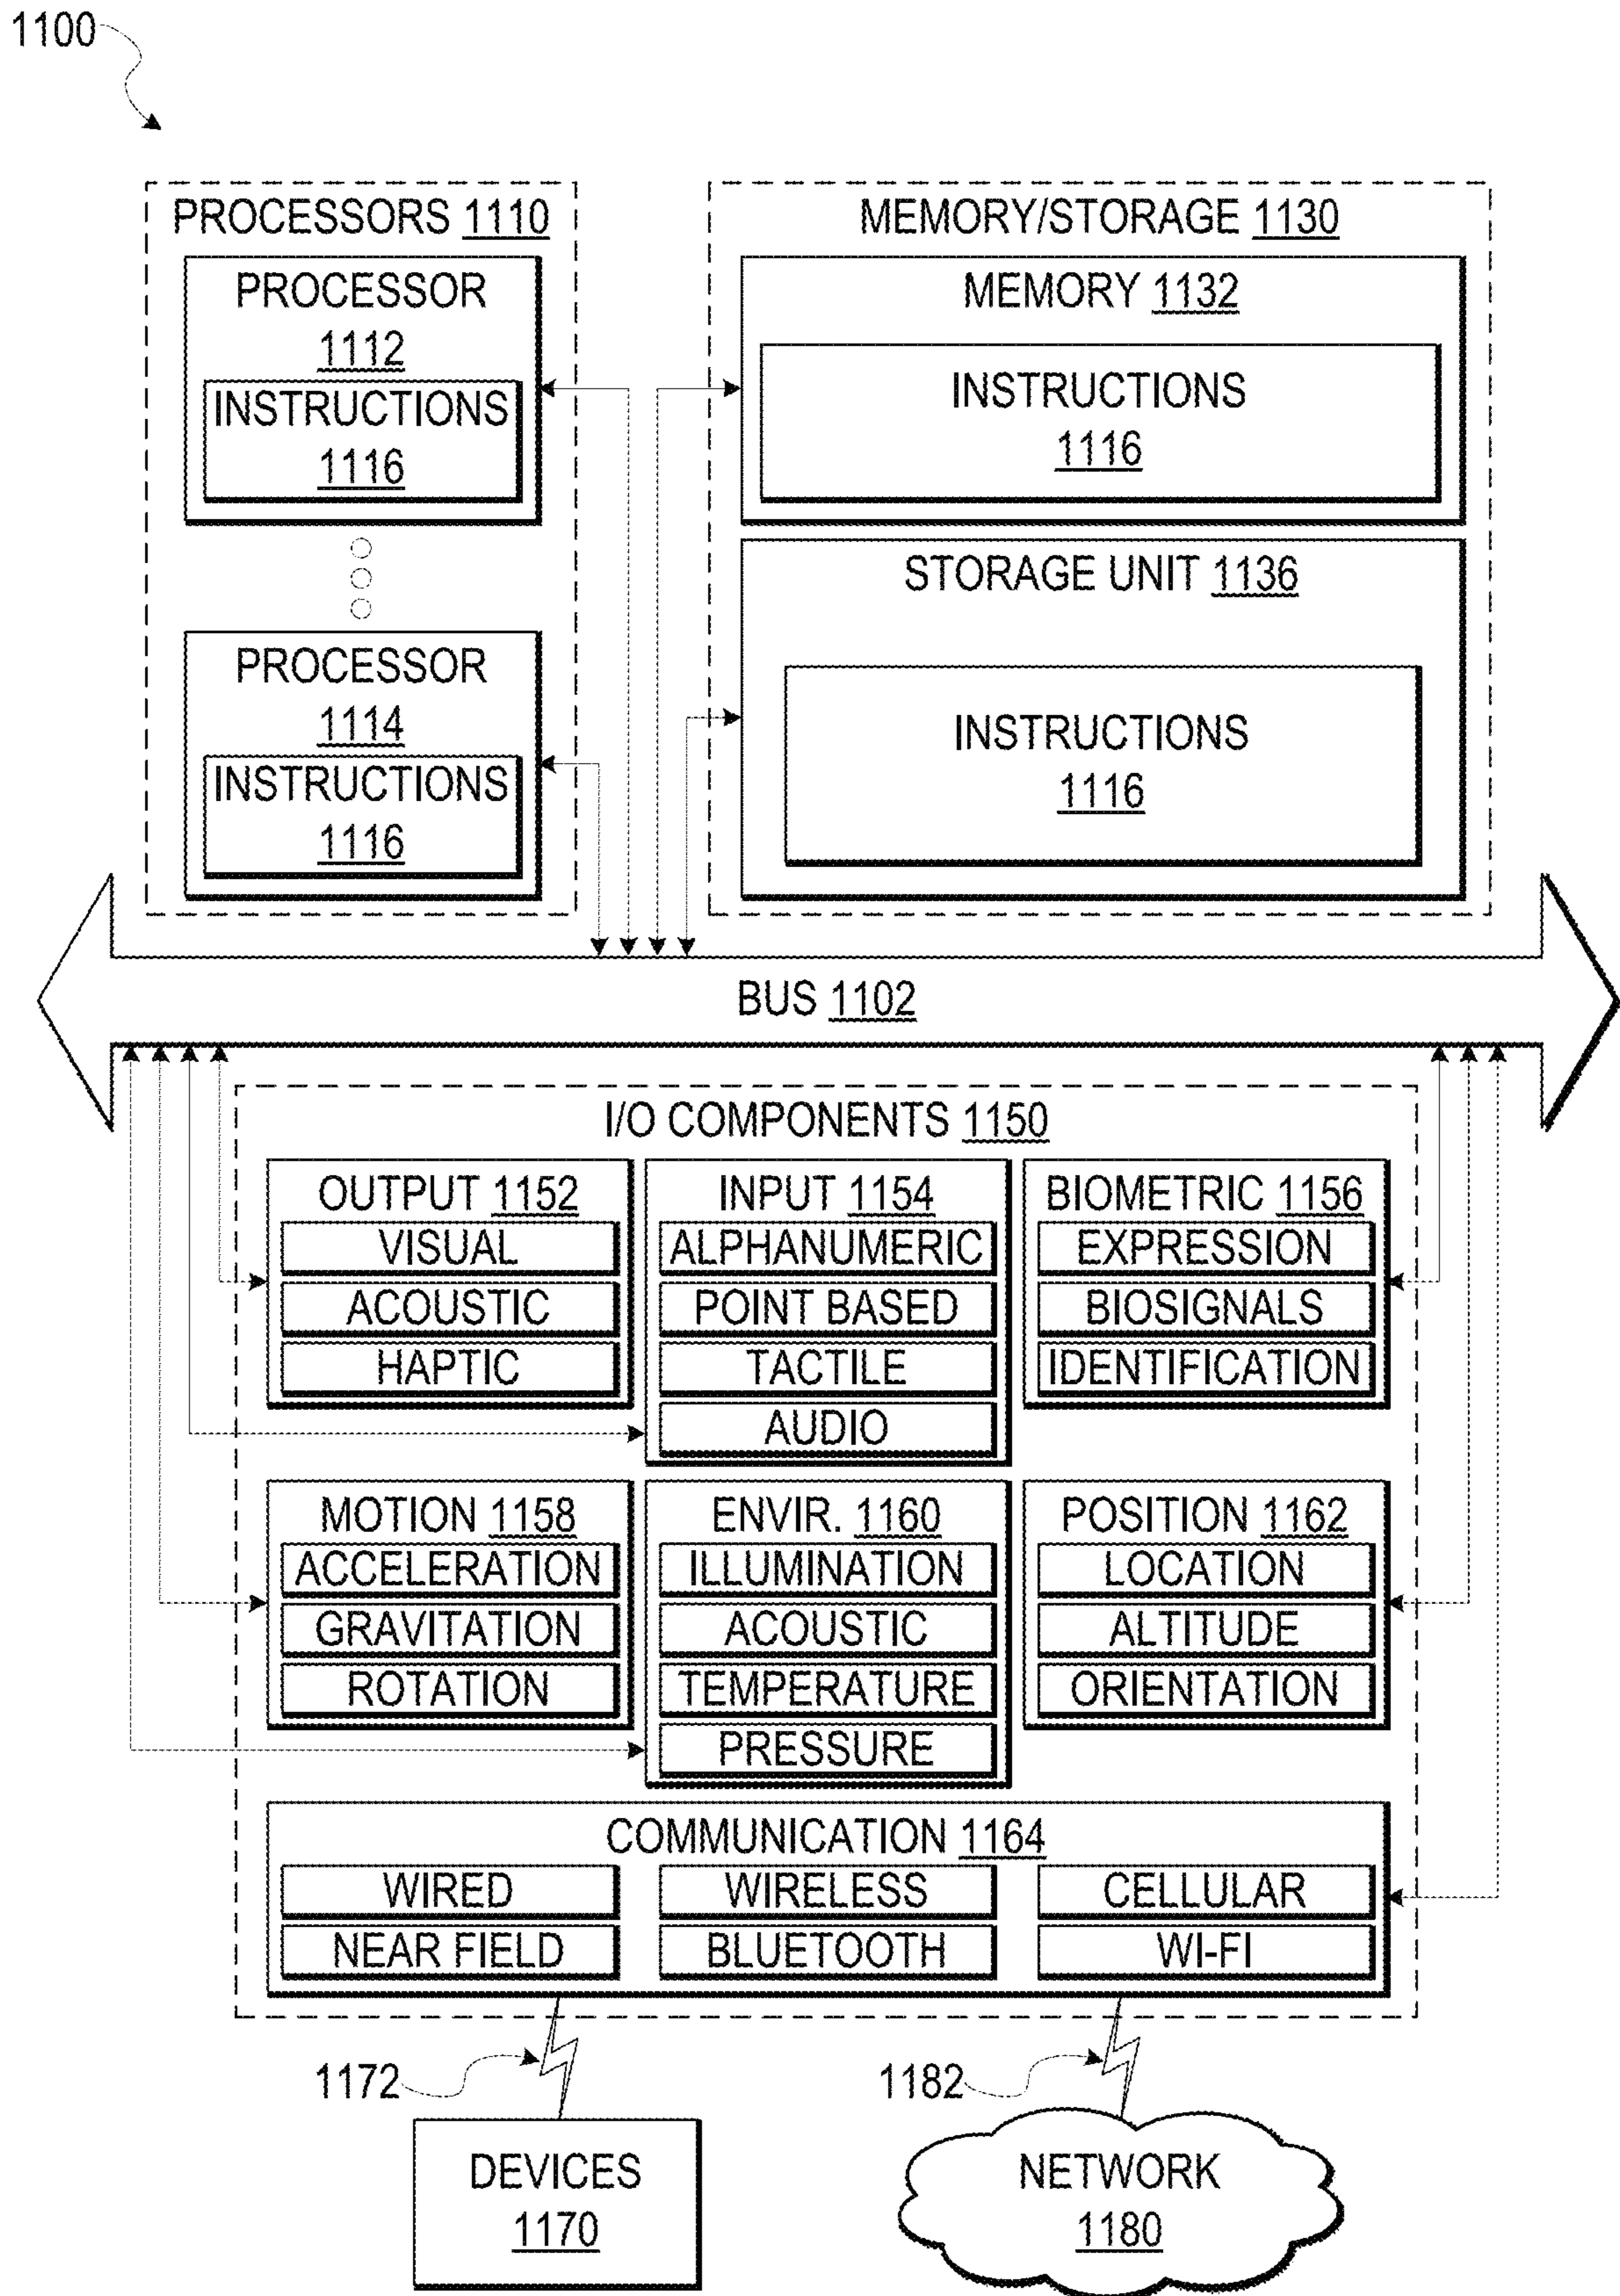 1100
PROCESSORS 1110
PROCESSOR
1112
INSTRUCTIONS
1116
PROCESSOR
1114
INSTRUCTIONS
1116
MEMORY/STORAGE 1130
MEMORY 1132
INSTRUCTIONS
1116
STORAGE UNIT 1136
INSTRUCTIONS
1116
BUS 1102
I/O COMPONENTS 1150
OUTPUT 1152
VISUAL
ACOUSTIC
HAPTIC
INPUT 1154
ALPHANUMERIC
POINT BASED
TACTILE
AUDIO
BIOMETRIC 1156
EXPRESSION
BIOSIGNALS
IDENTIFICATION
MOTION 1158
ACCELERATION
GRAVITATION
ROTATION
ENVIR. 1160
ILLUMINATION
ACOUSTIC
TEMPERATURE
PRESSURE
POSITION 1162
LOCATION
ALTITUDE
ORIENTATION
COMMUNICATION 1164
WIRED
WIRELESS
CELLULAR
NEAR FIELD
BLUETOOTH
WI-FI
1172
1182
DEVICES
1170
NETWORK
1180